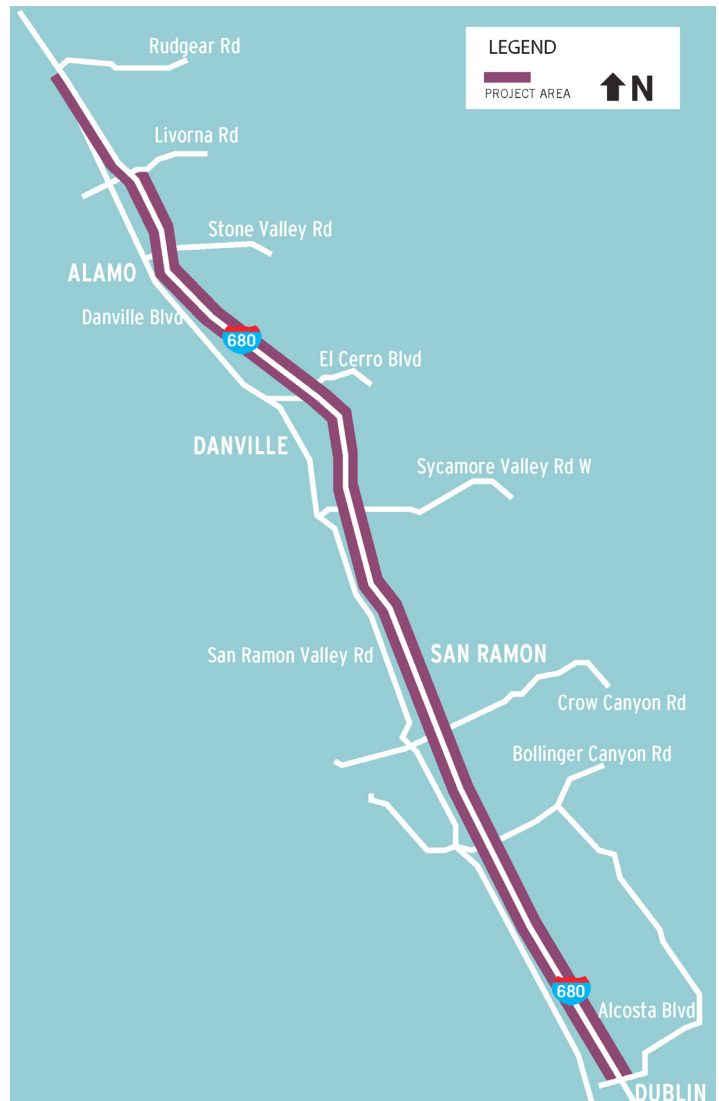 Rudgear Rd
LEGEND
PROJECT AREA
N
Livorna Rd
Stone Valley Rd
ALAMO
Danville Blvd
680
El Cerro Blvd
DANVILLE
Sycamore Valley Rd W
San Ramon Valley Rd
SAN RAMON
Crow Canyon Rd
Bollinger Canyon Rd
680
Alcosta Blvd
DUBLIN